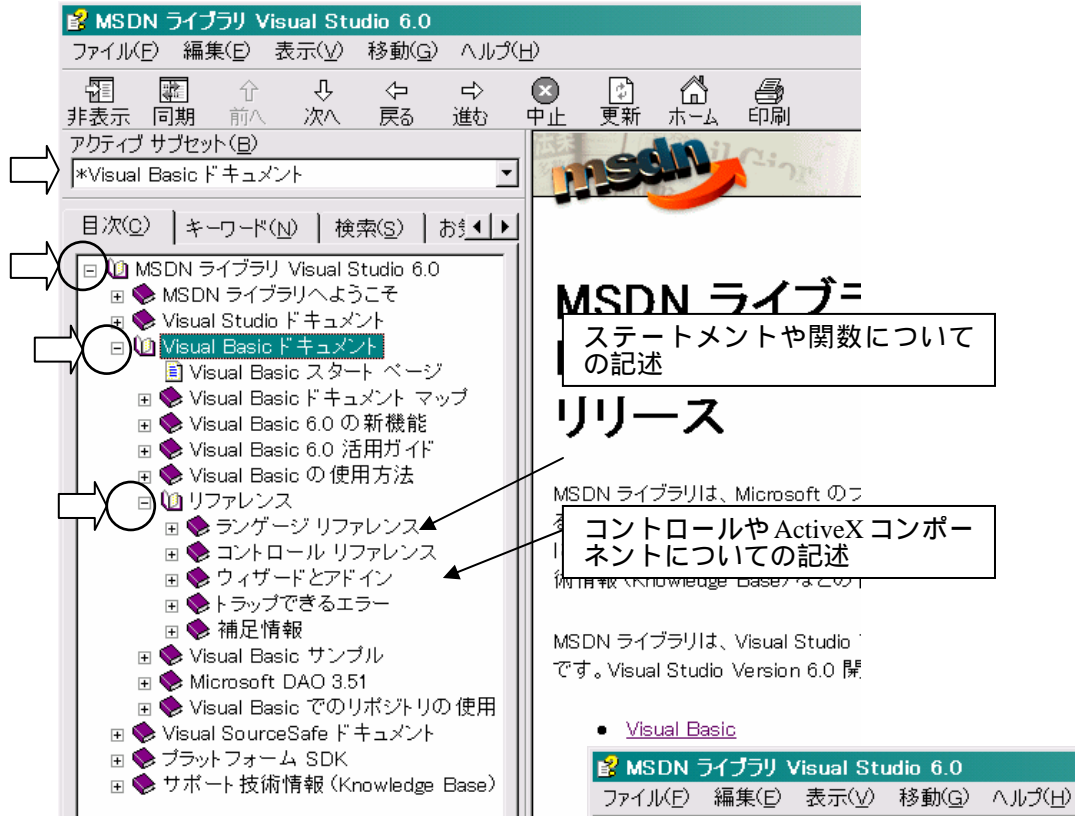 MSDN ライブラリ Visual Studio 6.0
ファイル(F) 編集(E) 表示(V) 移動(G) ヘルプ(H)
非表示 同期 前へ 次へ 戻る 進む 中止 更新 ホーム 印刷
アクティブ サブセット(B)
*Visual Basic ドキュメント
目次(C) キーワード(N) 検索(S)
MSDN ライブラリ Visual Studio 6.0
MSDN ライブラリへようこそ
Visual Studio ドキュメント
Visual Basic ドキュメント
Visual Basic スタート ページ
Visual Basic ドキュメント マップ
Visual Basic 6.0 の新機能
Visual Basic 6.0 活用ガイド
Visual Basic の使用方法
リファレンス
ランゲージ リファレンス
コントロール リファレンス
ウィザードとアドイン
トラップできるエラー
補足情報
Visual Basic サンプル
Microsoft DAO 3.51
Visual Basic でのリポジトリの使用
Visual SourceSafe ドキュメント
プラットフォーム SDK
サポート技術情報 (Knowledge Base)
msdn
MSDN ライブ
ステートメントや関数について
の記述
リリース
MSDN ライブラリは、Microsoft の
コントロールや ActiveX コンポー
ネントについての記述
術情報 (Knowledge Base) などの
MSDN ライブラリは、Visual Studio
です。Visual Studio Version 6.0 開
Visual Basic
MSDN ライブラリ Visual Studio 6.0
ファイル(F) 編集(E) 表示(V) 移動(G) ヘルプ(H)